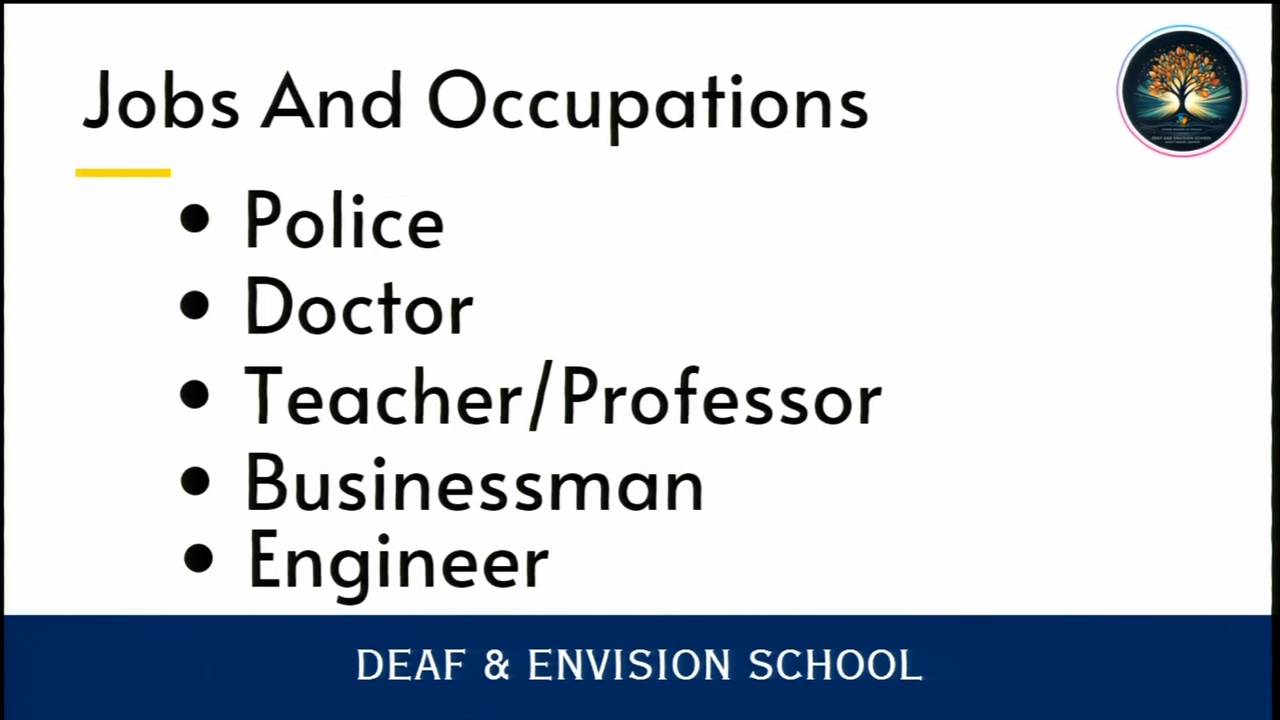 Jobs And Occupations
• Police
• Doctor
• Teacher/Professor
• Businessman
• Engineer
DEAF & ENVISION SCHOOL